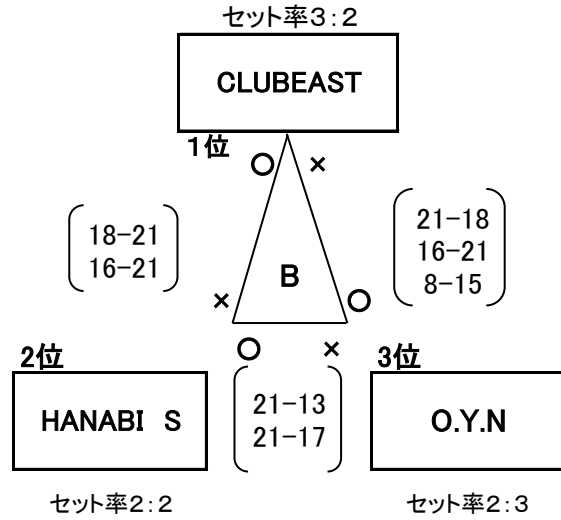 セット率3:2
CLUBEAST
1位
○ ×
18-21
16-21
21-18
16-21
8-15
B
× ○
○ ×
2位
3位
HANABI S
21-13
21-17
O.Y.N
セット率2:2
セット率2:3